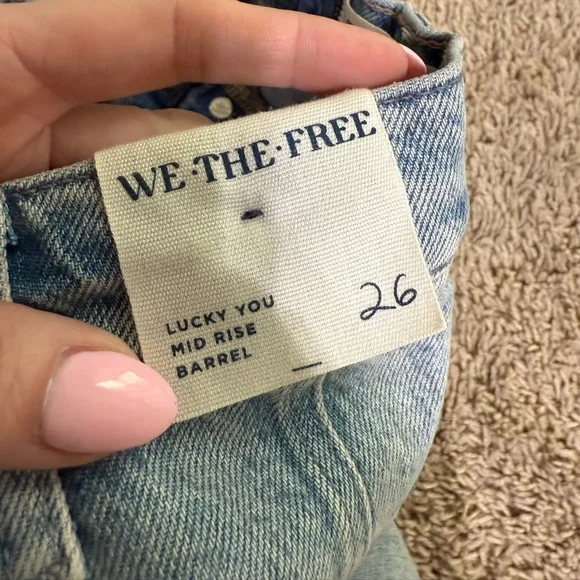 WE·THE·FREE
LUCKY YOU
MID RISE
BARREL
26